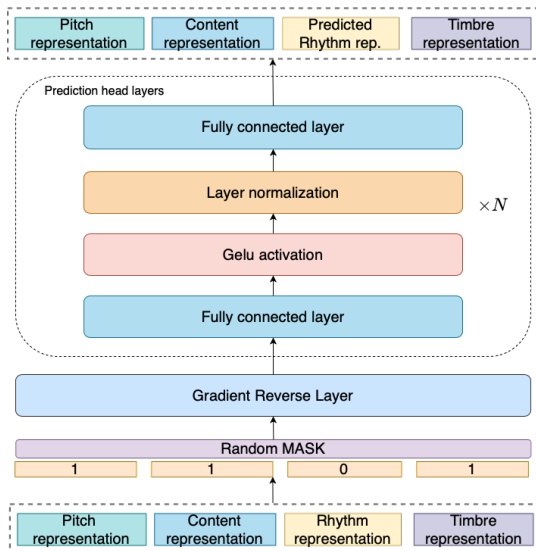 Pitch representation
Content representation
Predicted Rhythm rep.
Timbre representation
Prediction head layers
Fully connected layer
Layer normalization
×N
Gelu activation
Fully connected layer
Gradient Reverse Layer
Random MASK
1 1 0 1
Pitch representation
Content representation
Rhythm representation
Timbre representation